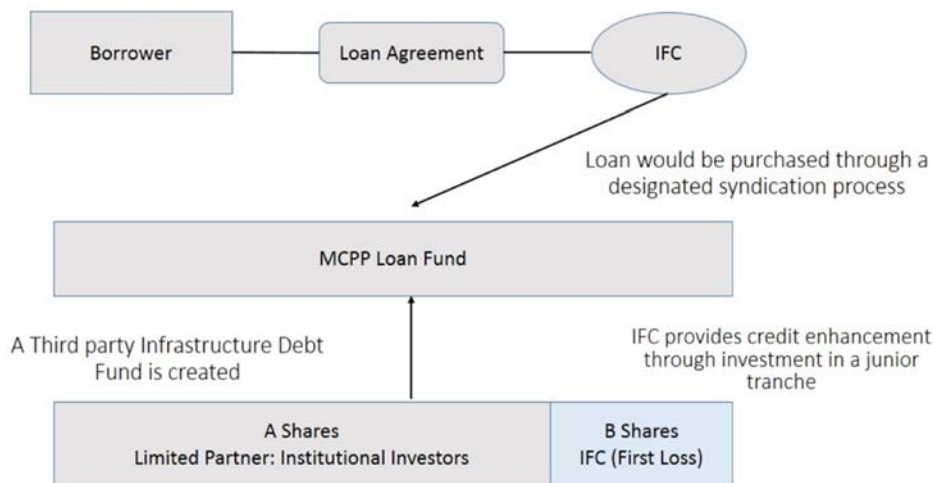 Borrower
Loan Agreement
IFC
Loan would be purchased through a
designated syndication process
MCPP Loan Fund
A Third party Infrastructure Debt
Fund is created
IFC provides credit enhancement
through investment in a junior
tranche
A Shares
Limited Partner: Institutional Investors
B Shares
IFC (First Loss)